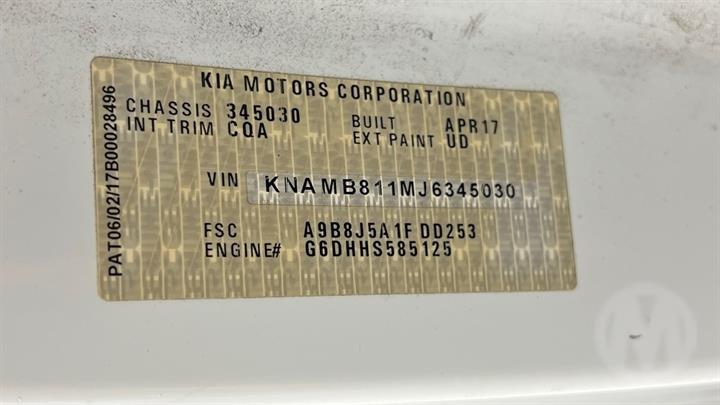 KIA MOTORS CORPORATION
CHASSIS 345030
INT TRIM CQA
BUILT APR17
EXT PAINT UD
VIN KNAMB811MJ6345030
FSC A9B8J5A1F DD253
ENGINE# G6DHHS585125
PAT06/02/17B00028496
M